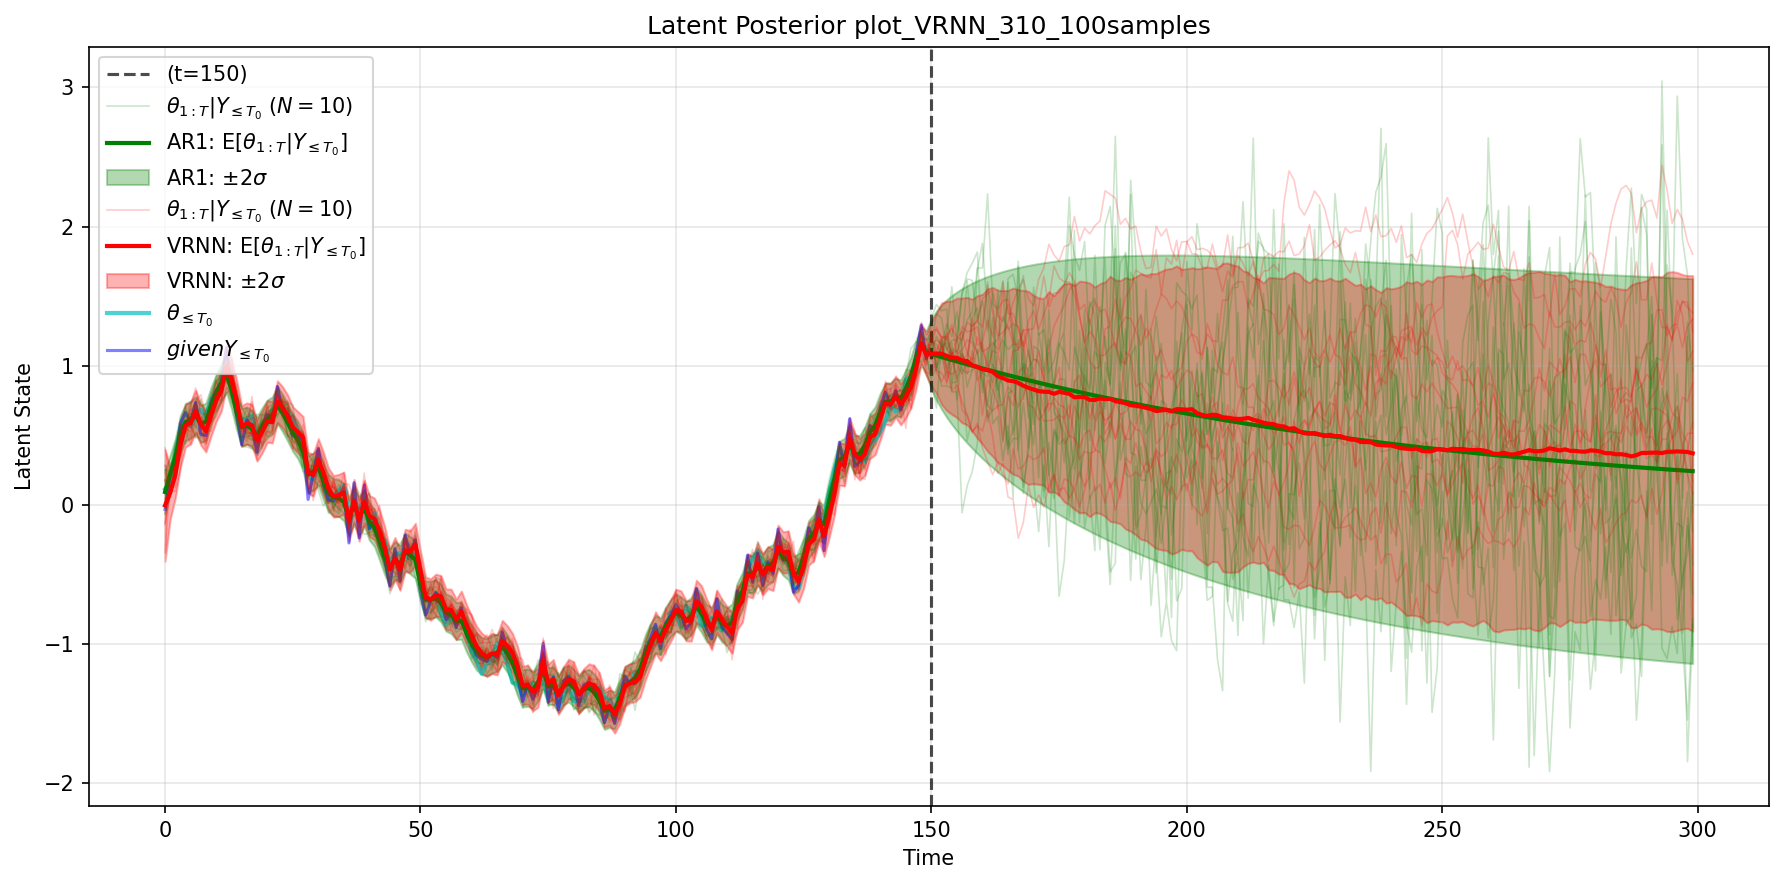 Latent Posterior plot_VRNN_310_100samples
(t=150)
θ₁:T|Y≤T₀ (N = 10)
AR1: E[θ₁:T|Y≤T₀]
AR1: ±2σ
θ₁:T|Y≤T₀ (N = 10)
VRNN: E[θ₁:T|Y≤T₀]
VRNN: ±2σ
θ≤T₀
givenY≤T₀
Latent State
3
2
1
0
−1
−2
0 50 100 150 200 250 300
Time